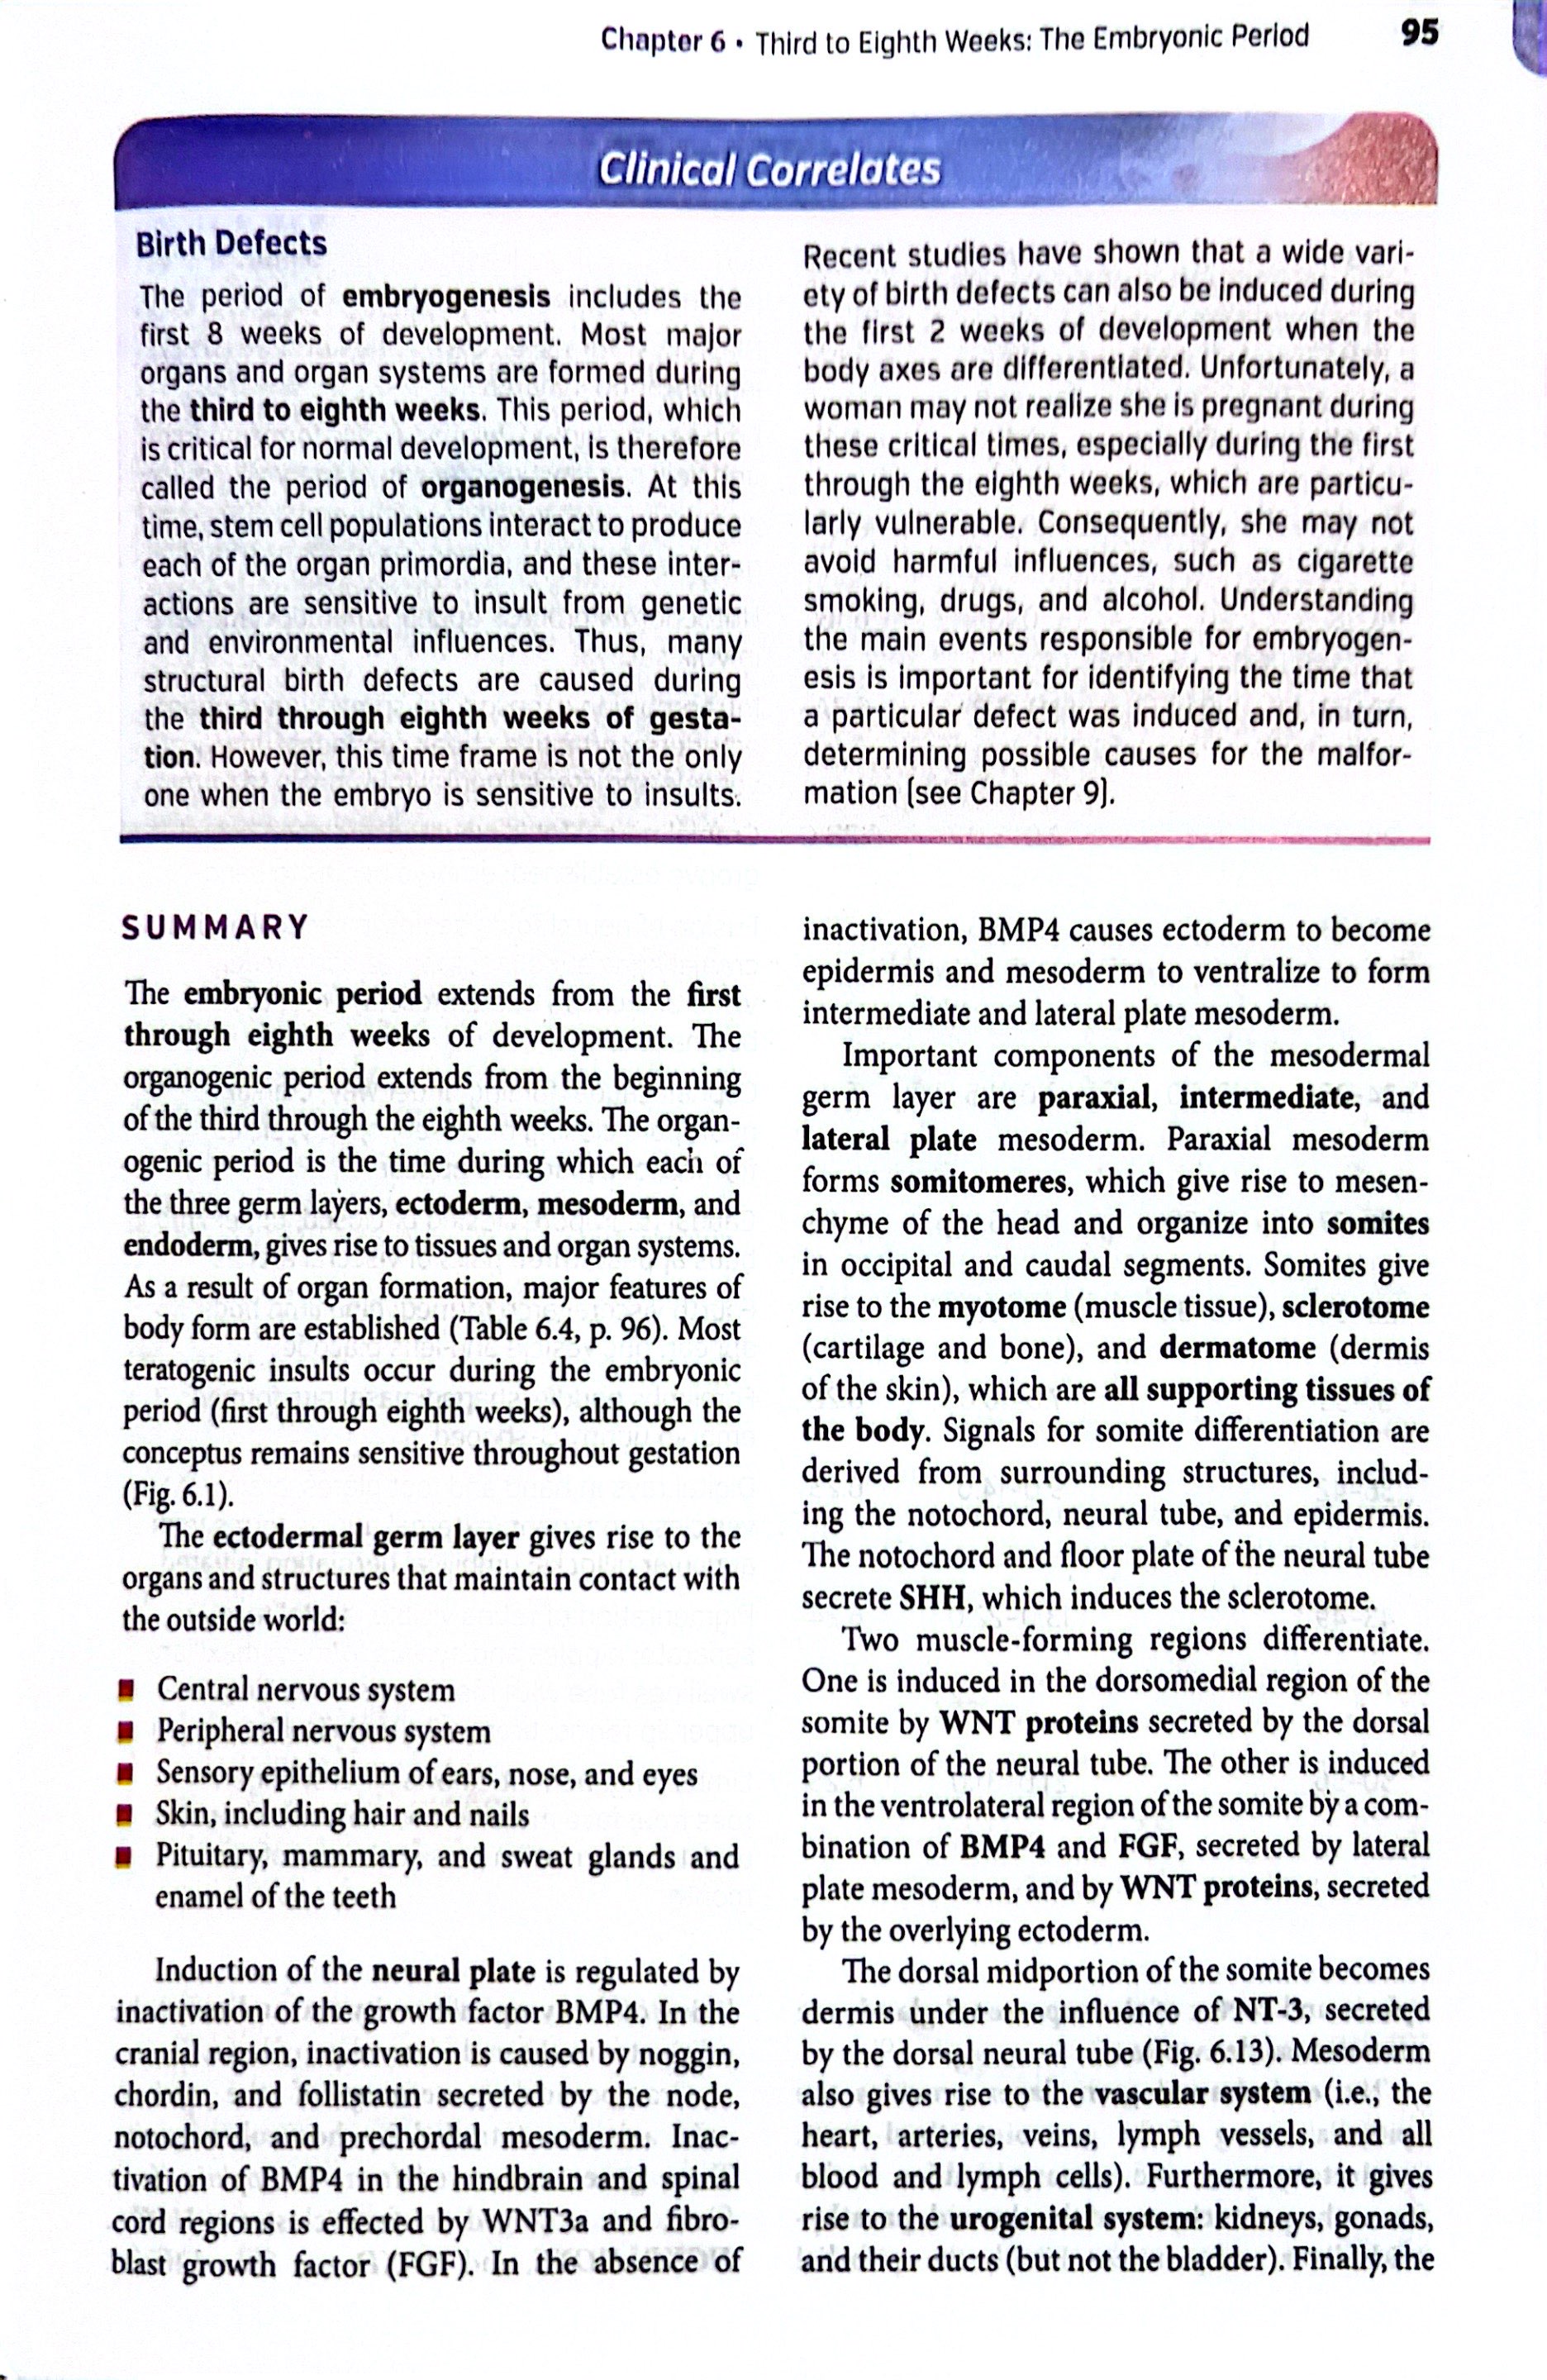 Chapter 6 • Third to Eighth Weeks: The Embryonic Period 95
Clinical Correlates
Birth Defects
The period of embryogenesis includes the
first 8 weeks of development. Most major
organs and organ systems are formed during
the third to eighth weeks. This period, which
is critical for normal development, is therefore
called the period of organogenesis. At this
time, stem cell populations interact to produce
each of the organ primordia, and these inter-
actions are sensitive to insult from genetic
and environmental influences. Thus, many
structural birth defects are caused during
the third through eighth weeks of gesta-
tion. However, this time frame is not the only
one when the embryo is sensitive to insults.
Recent studies have shown that a wide vari-
ety of birth defects can also be induced during
the first 2 weeks of development when the
body axes are differentiated. Unfortunately, a
woman may not realize she is pregnant during
these critical times, especially during the first
through the eighth weeks, which are particu-
larly vulnerable. Consequently, she may not
avoid harmful influences, such as cigarette
smoking, drugs, and alcohol. Understanding
the main events responsible for embryogen-
esis is important for identifying the time that
a particular defect was induced and, in turn,
determining possible causes for the malfor-
mation (see Chapter 9).
SUMMARY
The embryonic period extends from the first
through eighth weeks of development. The
organogenic period extends from the beginning
of the third through the eighth weeks. The organ-
ogenic period is the time during which each of
the three germ layers, ectoderm, mesoderm, and
endoderm, gives rise to tissues and organ systems.
As a result of organ formation, major features of
body form are established (Table 6.4, p. 96). Most
teratogenic insults occur during the embryonic
period (first through eighth weeks), although the
conceptus remains sensitive throughout gestation
(Fig. 6.1).
The ectodermal germ layer gives rise to the
organs and structures that maintain contact with
the outside world:
■ Central nervous system
■ Peripheral nervous system
■ Sensory epithelium of ears, nose, and eyes
■ Skin, including hair and nails
■ Pituitary, mammary, and sweat glands and
enamel of the teeth
Induction of the neural plate is regulated by
inactivation of the growth factor BMP4. In the
cranial region, inactivation is caused by noggin,
chordin, and follistatin secreted by the node,
notochord, and prechordal mesoderm. Inac-
tivation of BMP4 in the hindbrain and spinal
cord regions is effected by WNT3a and fibro-
blast growth factor (FGF). In the absence of
inactivation, BMP4 causes ectoderm to become
epidermis and mesoderm to ventralize to form
intermediate and lateral plate mesoderm.
Important components of the mesodermal
germ layer are paraxial, intermediate, and
lateral plate mesoderm. Paraxial mesoderm
forms somitomeres, which give rise to mesen-
chyme of the head and organize into somites
in occipital and caudal segments. Somites give
rise to the myotome (muscle tissue), sclerotome
(cartilage and bone), and dermatome (dermis
of the skin), which are all supporting tissues of
the body. Signals for somite differentiation are
derived from surrounding structures, includ-
ing the notochord, neural tube, and epidermis.
The notochord and floor plate of the neural tube
secrete SHH, which induces the sclerotome.
Two muscle-forming regions differentiate.
One is induced in the dorsomedial region of the
somite by WNT proteins secreted by the dorsal
portion of the neural tube. The other is induced
in the ventrolateral region of the somite by a com-
bination of BMP4 and FGF, secreted by lateral
plate mesoderm, and by WNT proteins, secreted
by the overlying ectoderm.
The dorsal midportion of the somite becomes
dermis under the influence of NT-3, secreted
by the dorsal neural tube (Fig. 6.13). Mesoderm
also gives rise to the vascular system (i.e., the
heart, arteries, veins, lymph vessels, and all
blood and lymph cells). Furthermore, it gives
rise to the urogenital system: kidneys, gonads,
and their ducts (but not the bladder). Finally, the